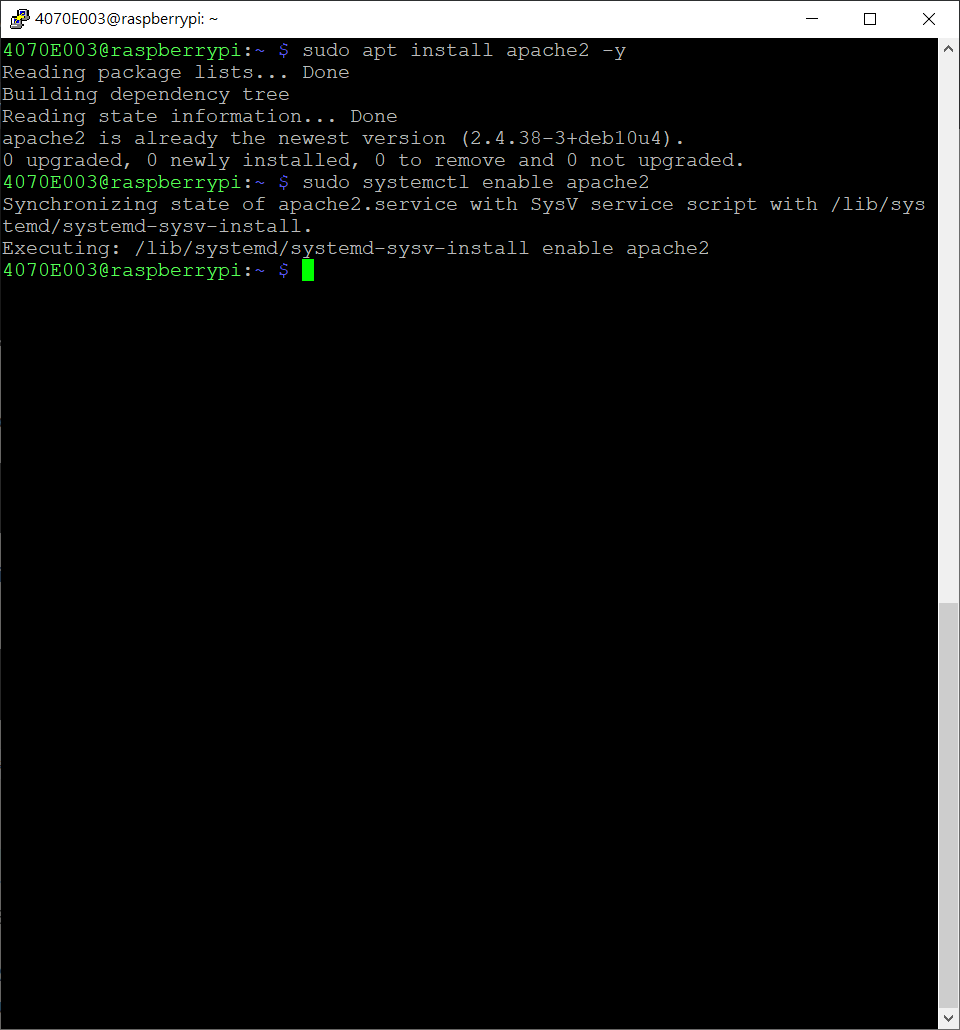 4070E003@raspberrypi: ~
4070E003@raspberrypi:~ $ sudo apt install apache2 -y
Reading package lists... Done
Building dependency tree
Reading state information... Done
apache2 is already the newest version (2.4.38-3+deb10u4).
0 upgraded, 0 newly installed, 0 to remove and 0 not upgraded.
4070E003@raspberrypi:~ $ sudo systemctl enable apache2
Synchronizing state of apache2.service with SysV service script with /lib/sys
temd/systemd-sysv-install.
Executing: /lib/systemd/systemd-sysv-install enable apache2
4070E003@raspberrypi:~ $